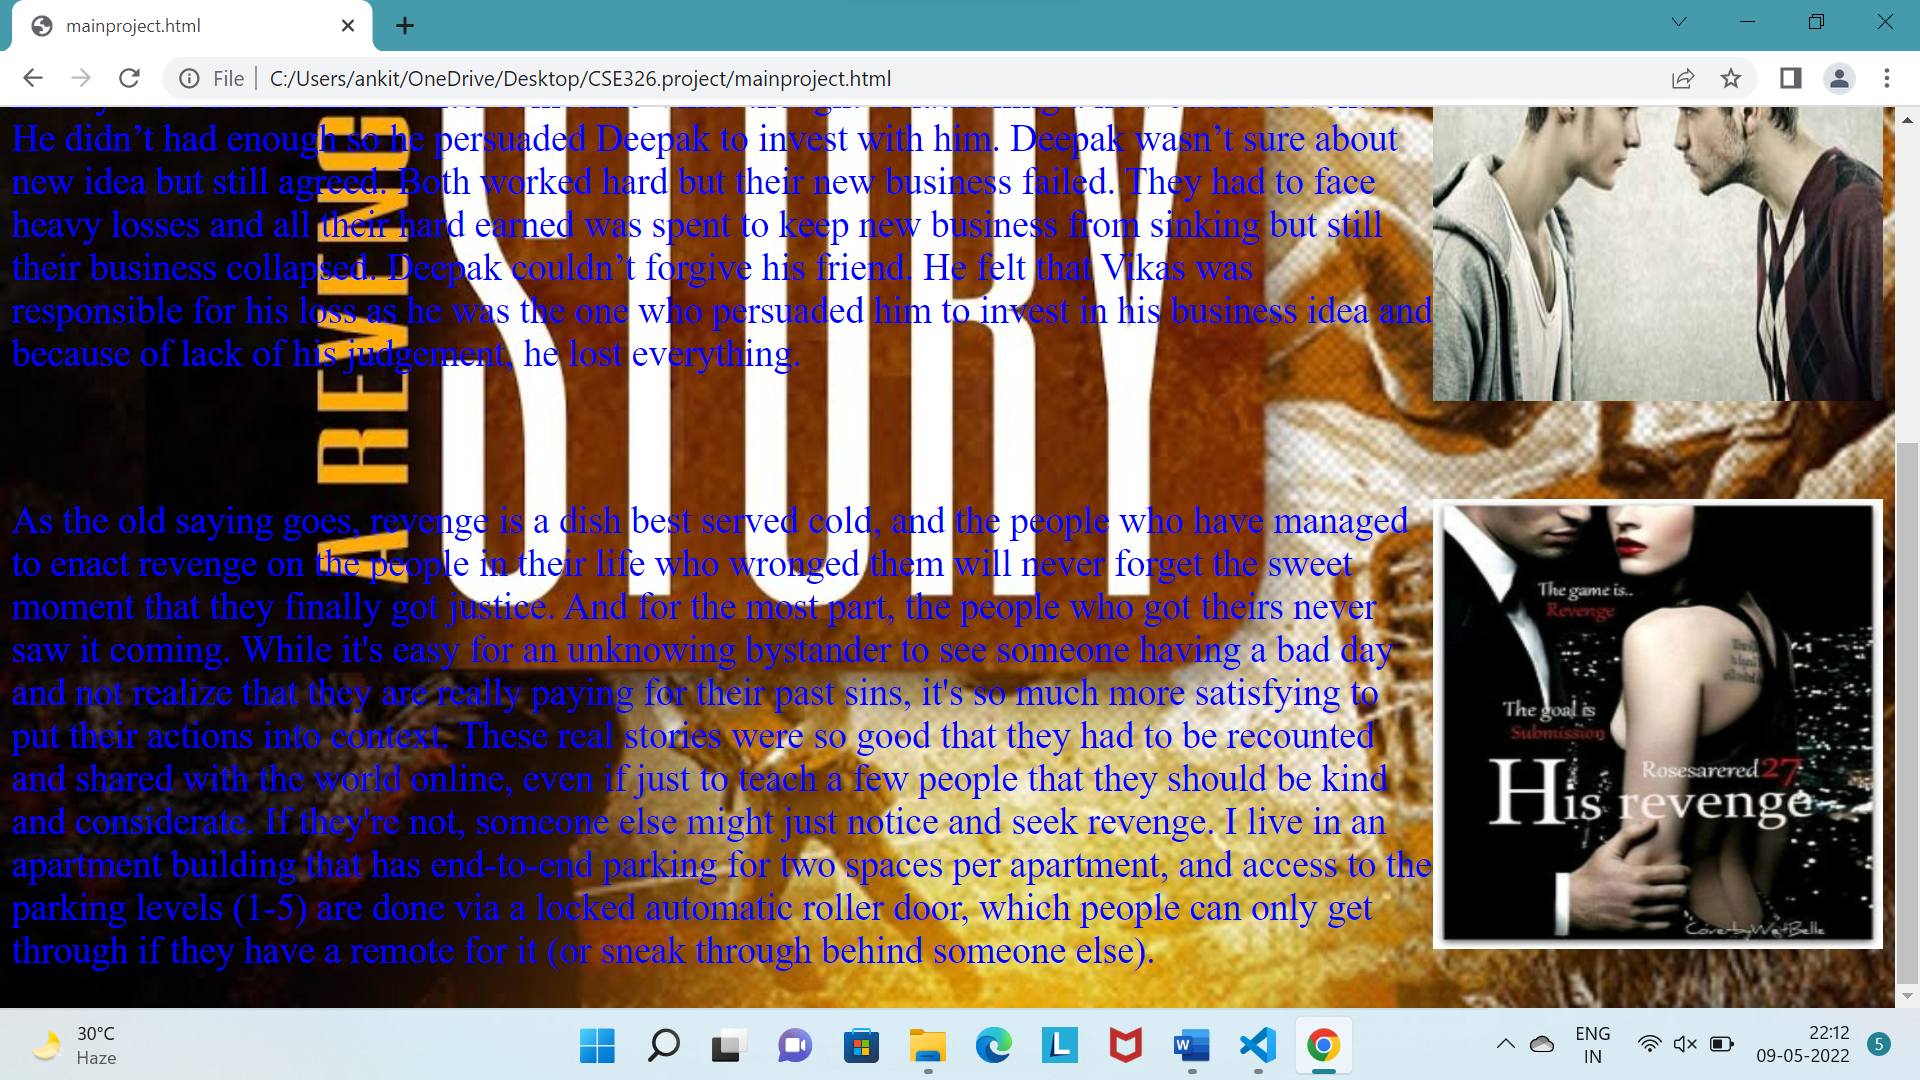 mainproject.html
File
C:/Users/ankit/OneDrive/Desktop/CSE326.project/mainproject.html
He didn’t had enough so he persuaded Deepak to invest with him. Deepak wasn’t sure about
new idea but still agreed. Both worked hard but their new business failed. They had to face
heavy losses and all their hard earned was spent to keep new business from sinking but still
their business collapsed. Deepak couldn’t forgive his friend. He felt that Vikas was
responsible for his loss as he was the one who persuaded him to invest in his business idea and
because of lack of his judgement, he lost everything.
A REVENG
STORY
As the old saying goes, revenge is a dish best served cold, and the people who have managed
to enact revenge on the people in their life who wronged them will never forget the sweet
moment that they finally got justice. And for the most part, the people who got theirs never
saw it coming. While it's easy for an unknowing bystander to see someone having a bad day
and not realize that they are really paying for their past sins, it's so much more satisfying to
put their actions into context. These real stories were so good that they had to be recounted
and shared with the world online, even if just to teach a few people that they should be kind
and considerate. If they're not, someone else might just notice and seek revenge. I live in an
apartment building that has end-to-end parking for two spaces per apartment, and access to the
parking levels (1-5) are done via a locked automatic roller door, which people can only get
through if they have a remote for it (or sneak through behind someone else).
The game is..
Revenge
The goal is
Submission
Rosesarered27
His revenge
CoverbyWaitBelle
30°C
Haze
ENG
IN
22:12
09-05-2022
5